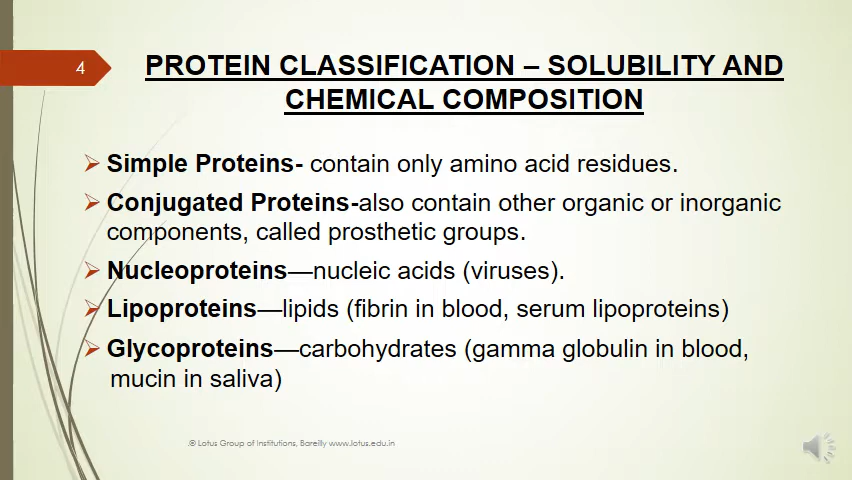 4
PROTEIN CLASSIFICATION – SOLUBILITY AND
CHEMICAL COMPOSITION
Simple Proteins- contain only amino acid residues.
Conjugated Proteins-also contain other organic or inorganic
components, called prosthetic groups.
Nucleoproteins—nucleic acids (viruses).
Lipoproteins—lipids (fibrin in blood, serum lipoproteins)
Glycoproteins—carbohydrates (gamma globulin in blood,
mucin in saliva)
.® Lotus Group of Institutions, Bareilly www.lotus.edu.in